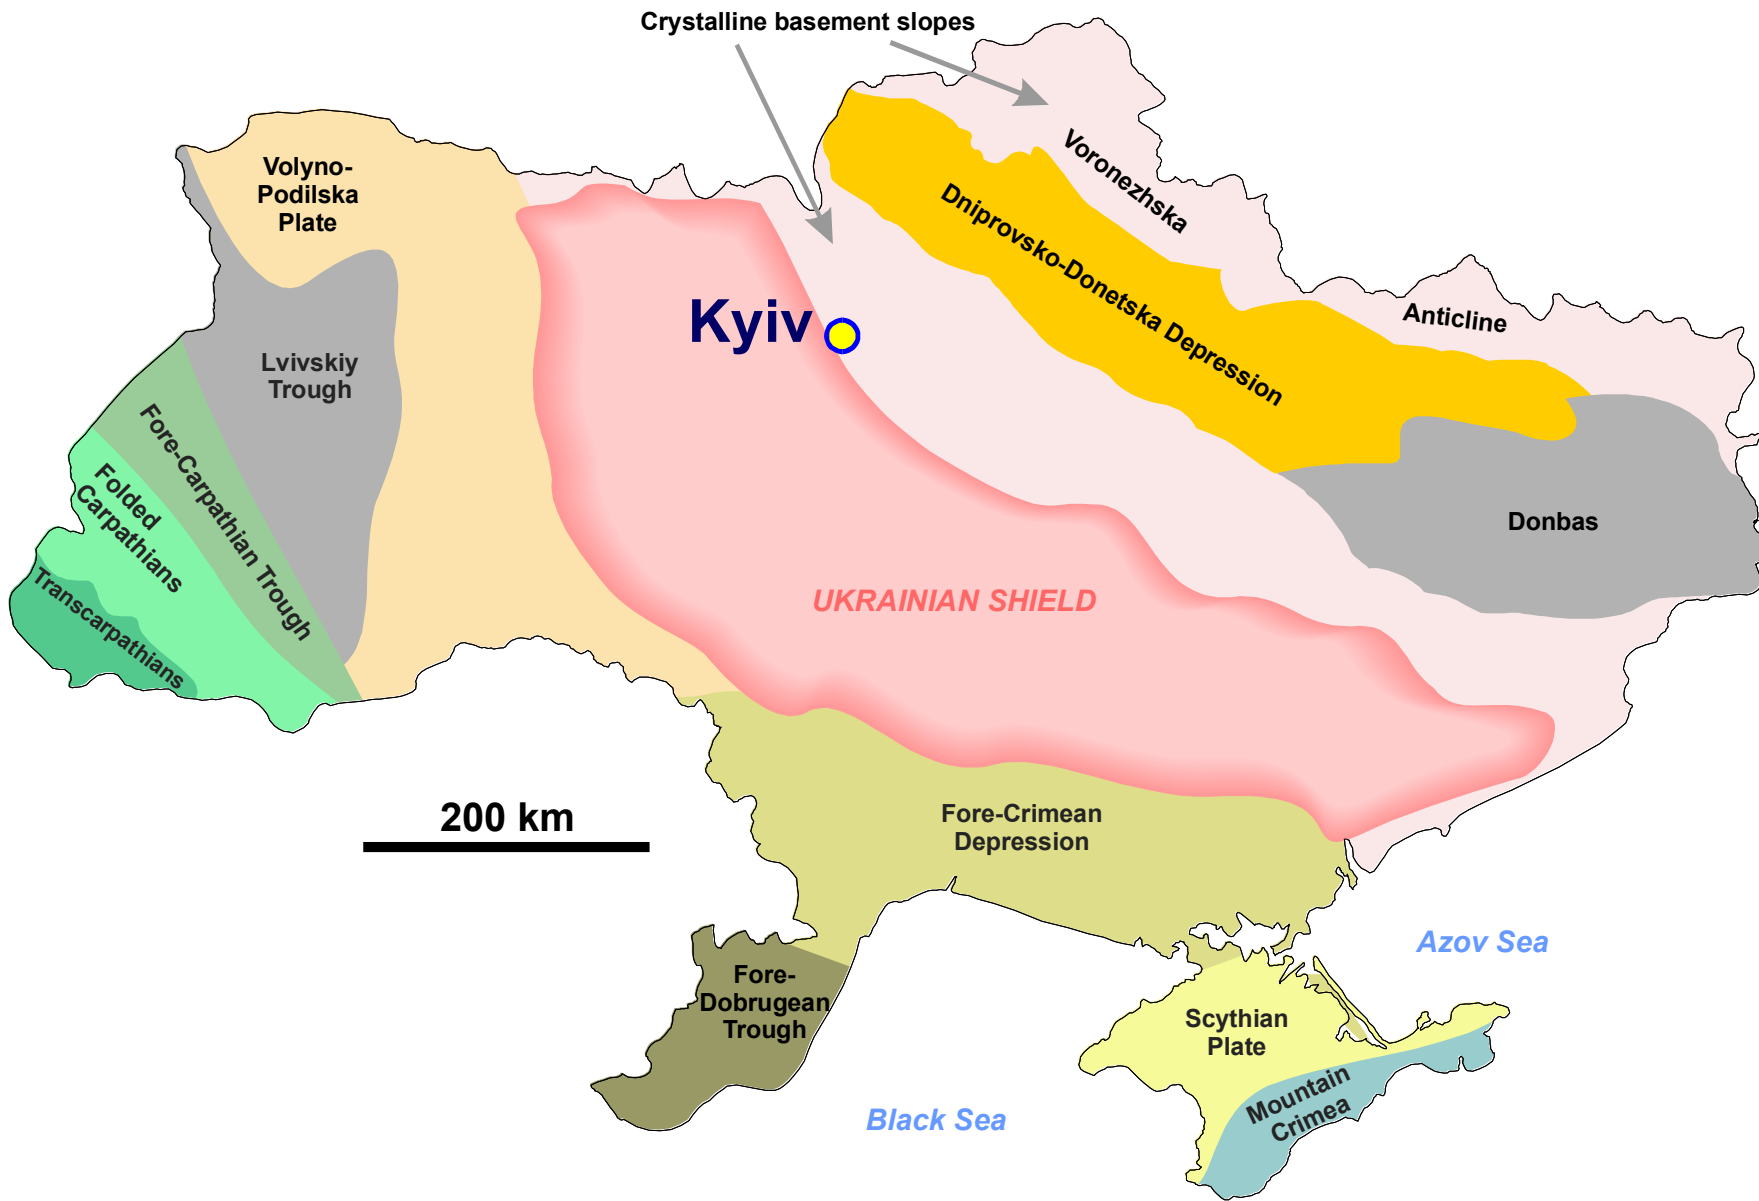 Crystalline basement slopes
Volyno-
Podilska
Plate
Voronezhska
Dniprovsko-Donetska Depression
Anticline
Kyiv
Lvivskiy
Trough
Fore-Carpathian Trough
Folded
Carpathians
Transcarpathians
Donbas
UKRAINIAN SHIELD
200 km
Fore-Crimean
Depression
Azov Sea
Fore-
Dobrugean
Trough
Scythian
Plate
Mountain
Crimea
Black Sea